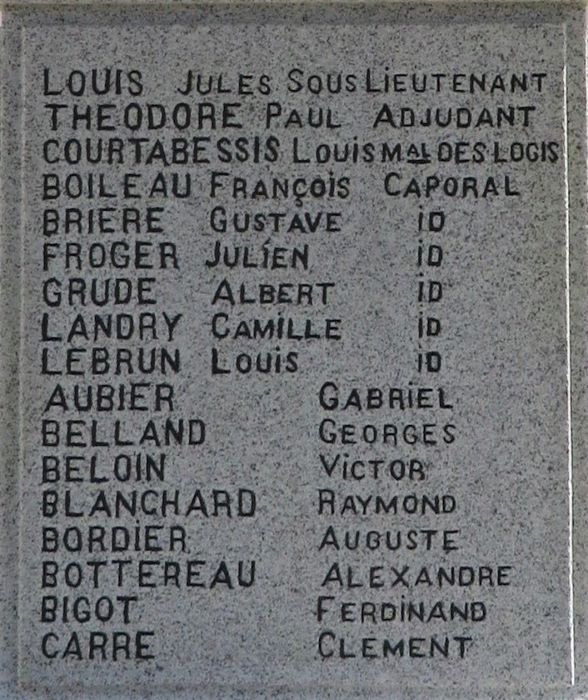 LOUIS JULES SOUS LIEUTENANT
THEODORE PAUL ADJUDANT
COURTABESSIS LOUIS MAL DES LOGIS
BOILEAU FRANÇOIS CAPORAL
BRIERE GUSTAVE ID
FROGER JULIEN ID
GRUDE ALBERT ID
LANDRY CAMILLE ID
LEBRUN LOUIS ID
AUBIER GABRIEL
BELLAND GEORGES
BELOIN VICTOR
BLANCHARD RAYMOND
BORDIER AUGUSTE
BOTTEREAU ALEXANDRE
BIGOT FERDINAND
CARRE CLEMENT